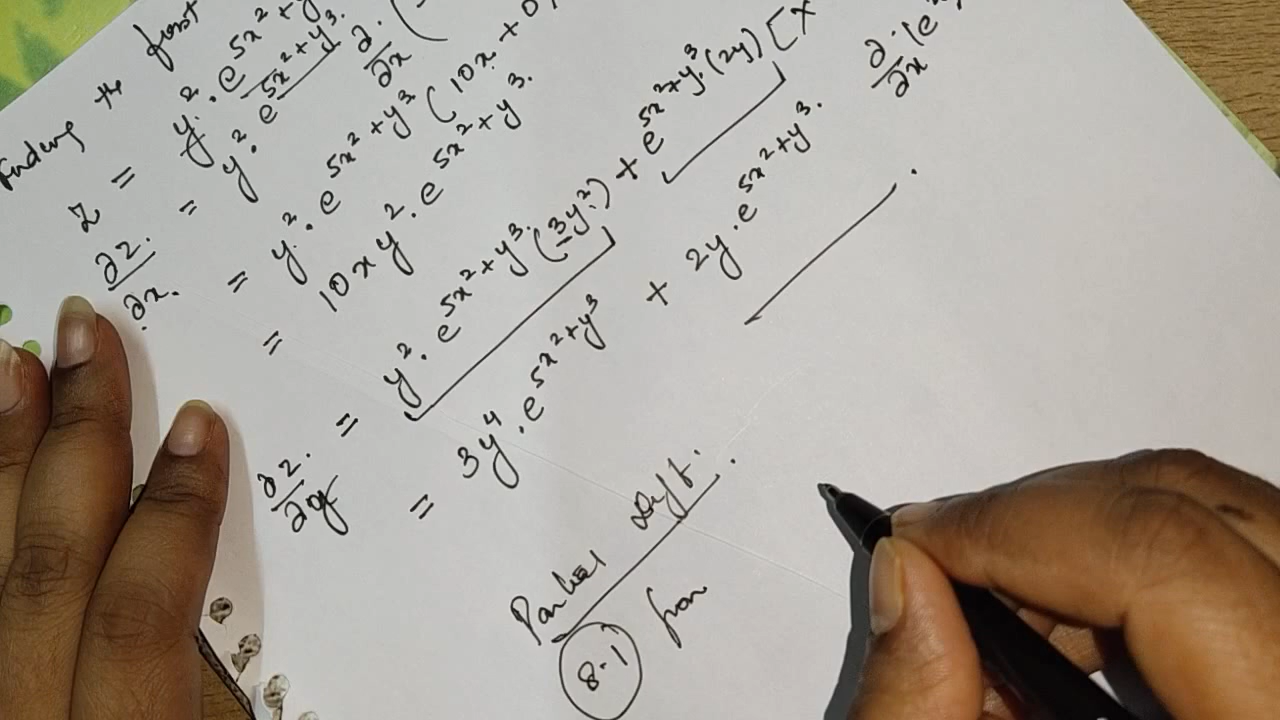 Finding the first
z = y². e^5x²+y³.
∂z./∂x. = y². e^5x²+y³. ∂./∂x (
= y². e^5x²+y³ (10x + 0)
= 10xy². e^5x²+y³.
∂z./∂y = y². e^5x²+y³. (3y².) + e^5x²+y³. (2y) [x
∂./∂x (e^
= 3y⁴. e^5x²+y³ + 2y. e^5x²+y³.
Partial
8.1 from